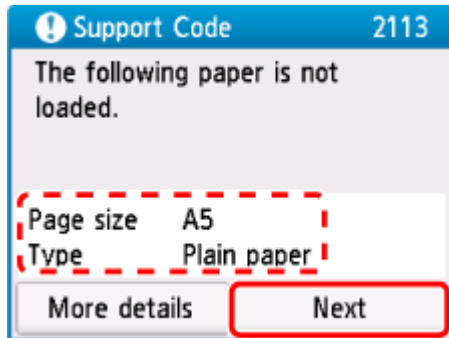 Support Code 2113
The following paper is not
loaded.
Page size A5
Type Plain paper
More details Next